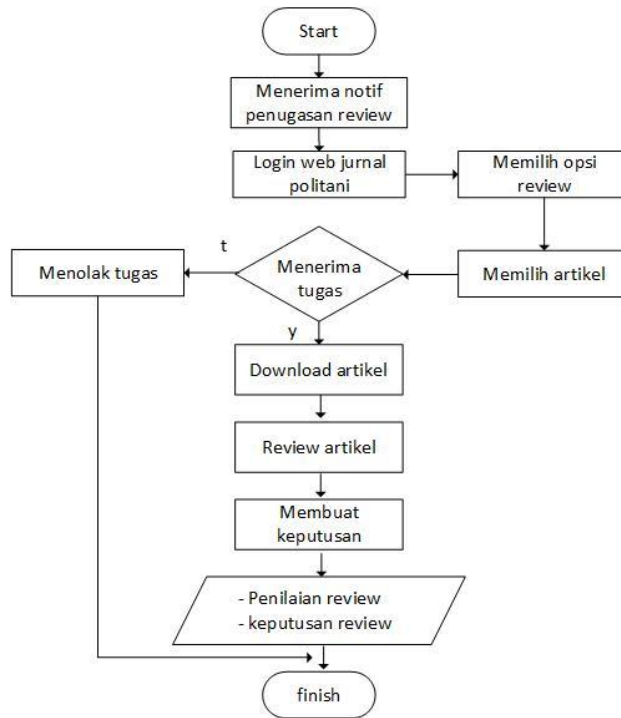 Start
Menerima notif
penugasan review
Login web jurnal
politani
Memilih opsi
review
Memilih artikel
Menerima
tugas
t
Menolak tugas
y
Download artikel
Review artikel
Membuat
keputusan
- Penilaian review
- keputusan review
finish